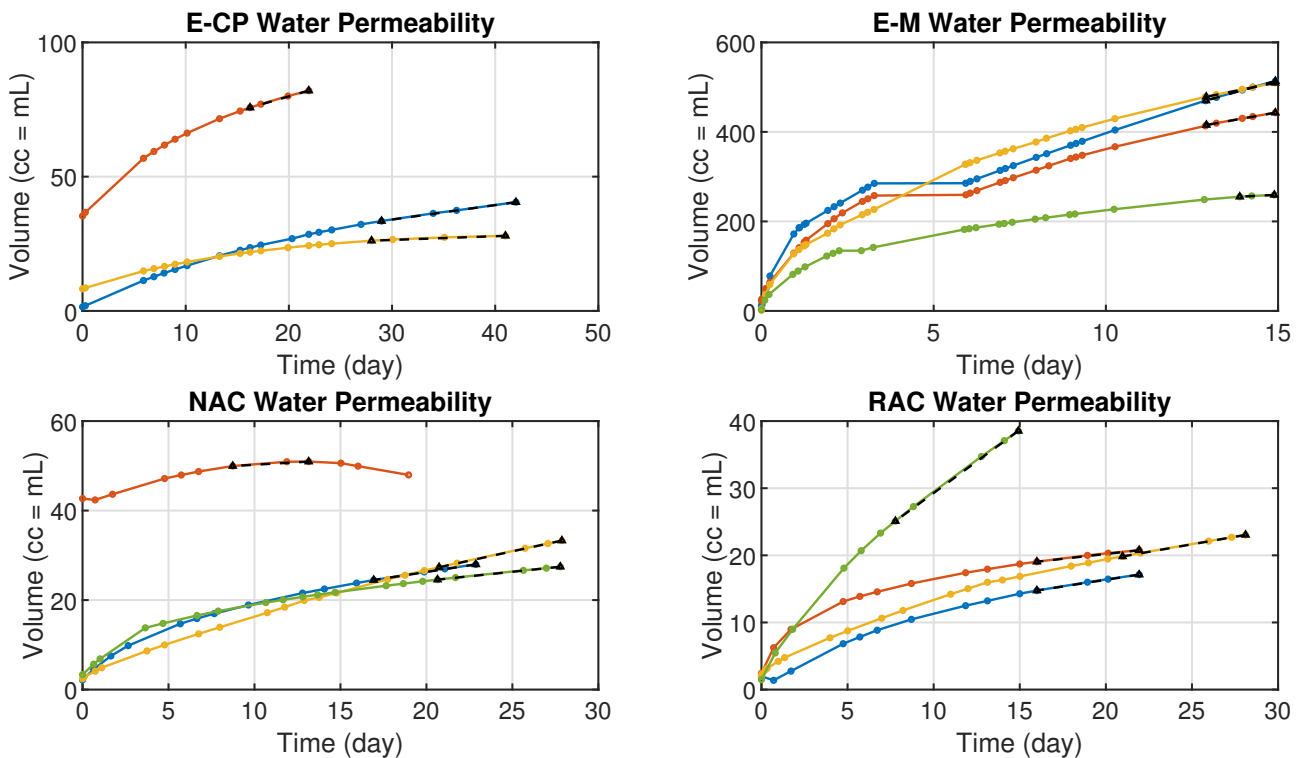 E-CP Water Permeability
Volume (cc = mL)
100
50
0
0 10 20 30 40 50
Time (day)
E-M Water Permeability
Volume (cc = mL)
600
400
200
0
0 5 10 15
Time (day)
NAC Water Permeability
Volume (cc = mL)
60
40
20
0
0 5 10 15 20 25 30
Time (day)
RAC Water Permeability
Volume (cc = mL)
40
30
20
10
0
0 5 10 15 20 25 30
Time (day)